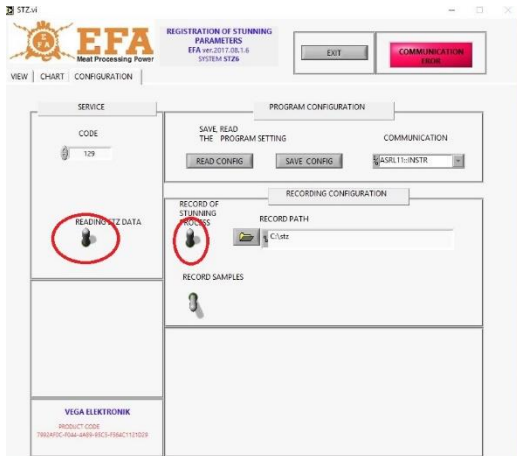 STZ.vi
EFA
Meat Processing Power
REGISTRATION OF STUNNING
PARAMETERS
EFA ver.2017.08.1.6
SYSTEM STZ6
EXIT
COMMUNICATION
EROR
VIEW
CHART
CONFIGURATION
SERVICE
CODE
129
READING STZ DATA
PROGRAM CONFIGURATION
SAVE, READ
THE PROGRAM SETTING
READ CONFIG
SAVE CONFIG
COMMUNICATION
ASRL11::INSTR
RECORDING CONFIGURATION
RECORD OF
STUNNING
PROCESS
RECORD PATH
C:\stz
RECORD SAMPLES
VEGA ELEKTRONIK
PRODUCT CODE